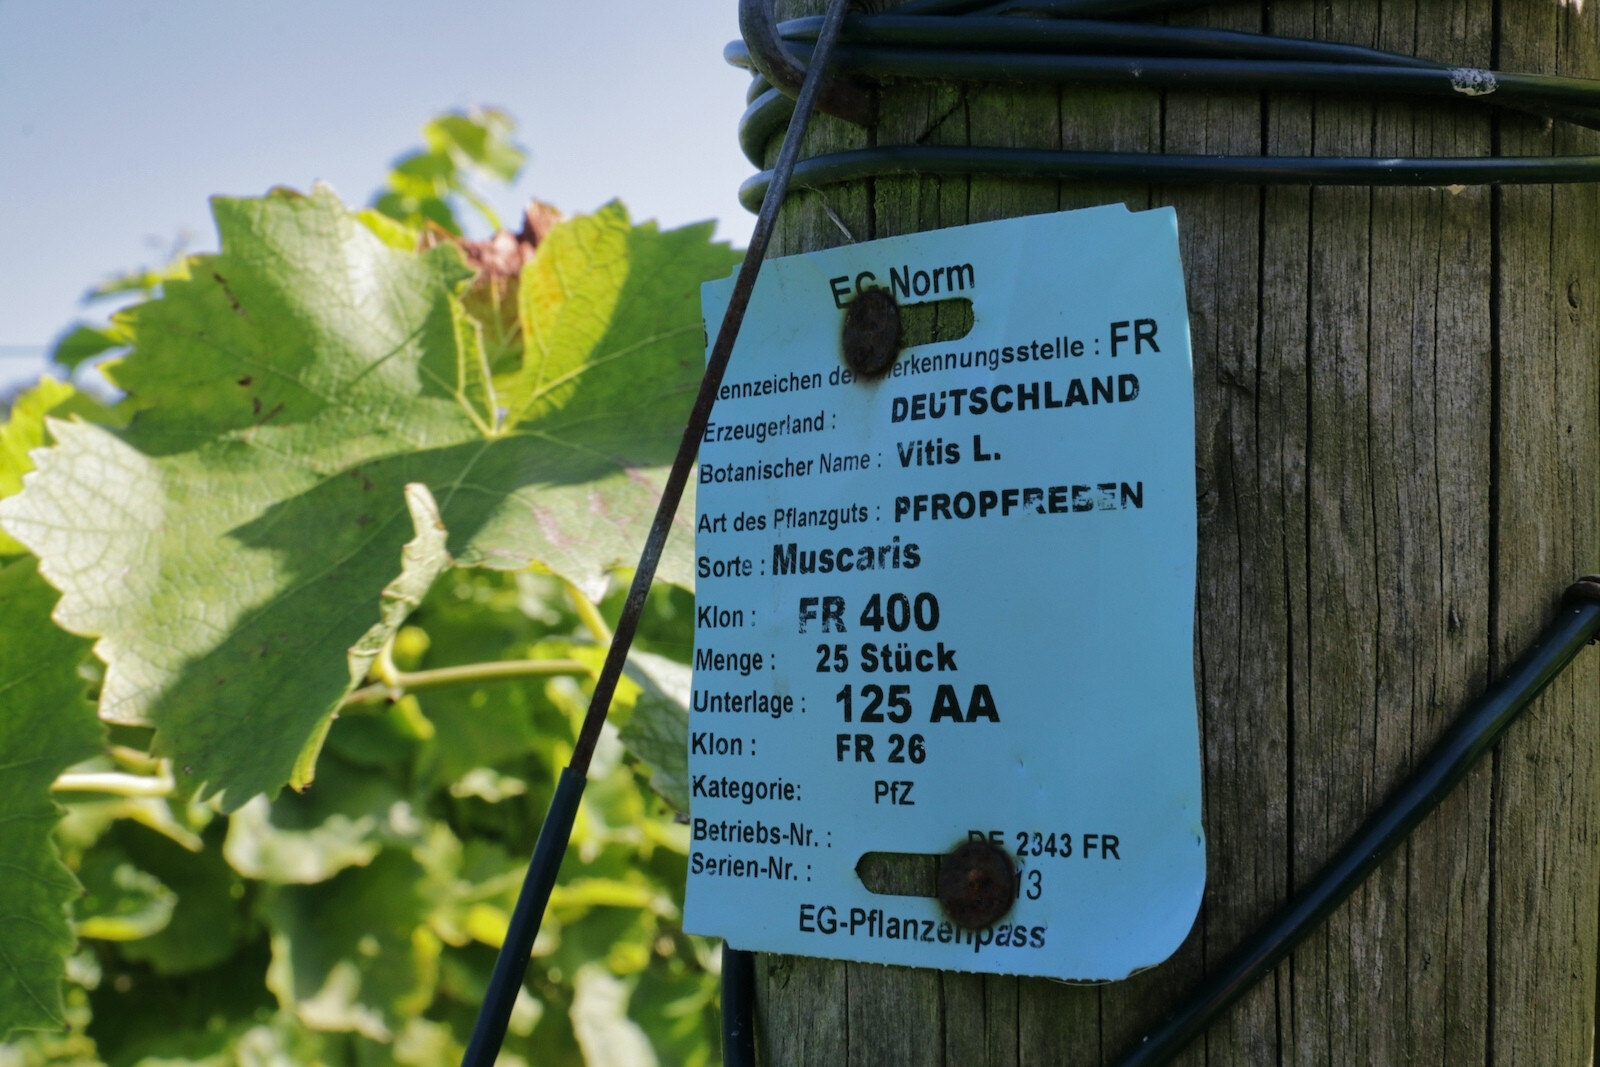 EG-Norm
Kennzeichen der Anerkennungsstelle : FR
Erzeugerland : DEUTSCHLAND
Botanischer Name : Vitis L.
Art des Pflanzguts : PFROPFREBEN
Sorte : Muscaris
Klon : FR 400
Menge : 25 Stück
Unterlage : 125 AA
Klon : FR 26
Kategorie: PfZ
Betriebs-Nr. : DE 2343 FR
Serien-Nr. :
EG-Pflanzenpass